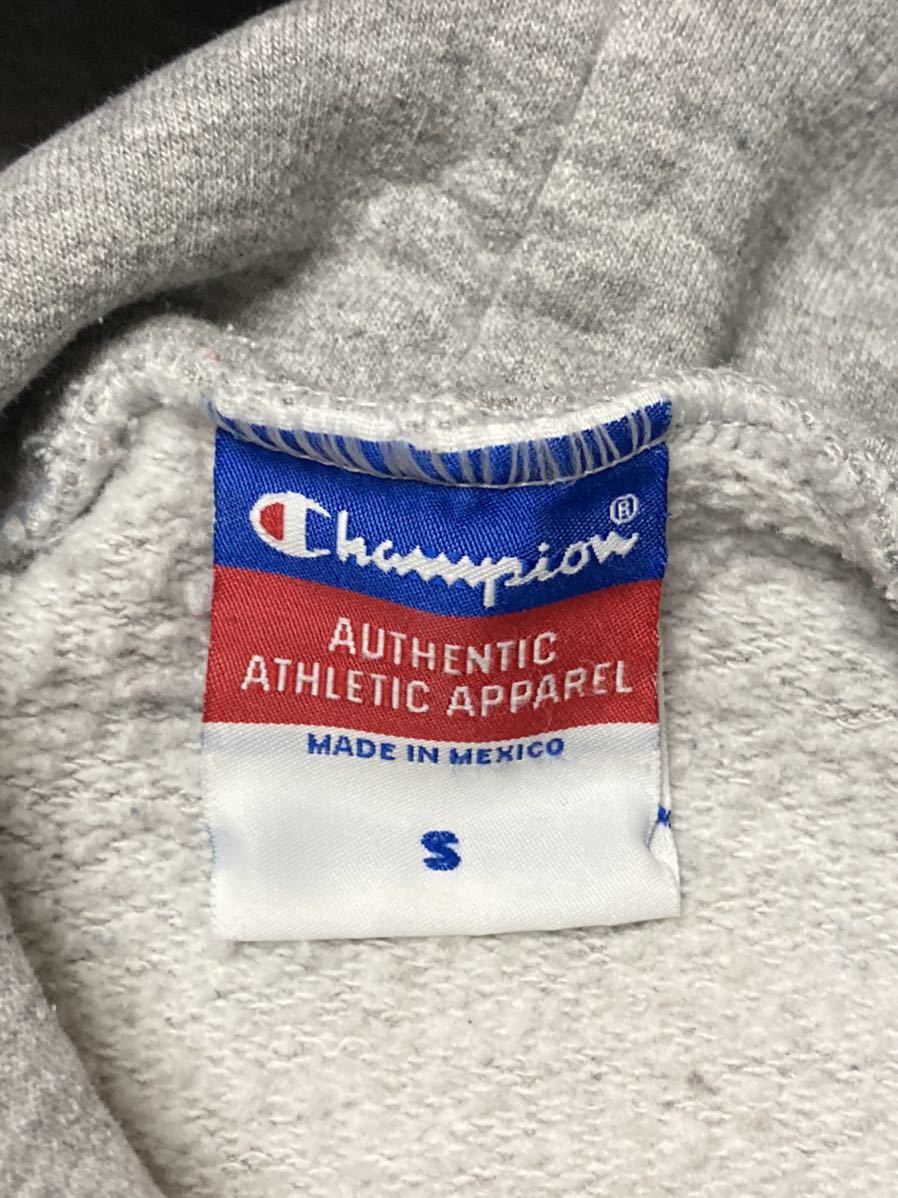 Champion®
AUTHENTIC
ATHLETIC APPAREL
MADE IN MEXICO
S